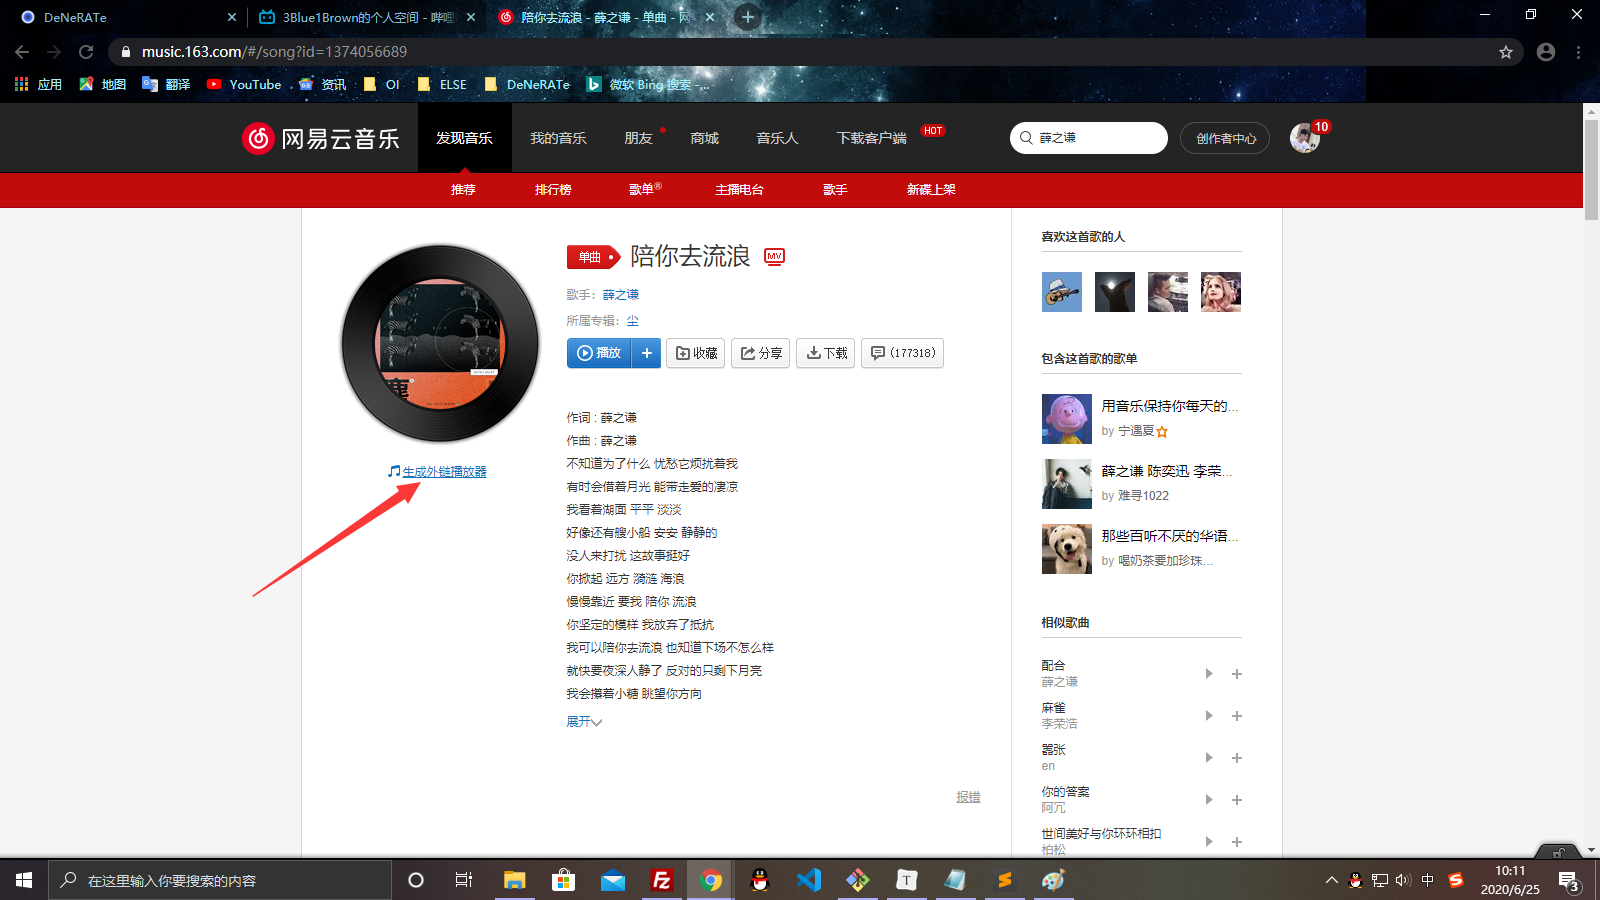 DeNeRATe
3Blue1Brown的个人空间 - 哔哩
陪你去流浪 - 薛之谦 - 单曲 - 网
music.163.com/#/song?id=1374056689
应用 地图 翻译 YouTube 资讯 OI ELSE DeNeRATe 微软 Bing 搜索 -...
网易云音乐 发现音乐 我的音乐 朋友 商城 音乐人 下载客户端 HOT 薛之谦 创作者中心 10
推荐 排行榜 歌单® 主播电台 歌手 新碟上架
单曲 陪你去流浪 MV
歌手：薛之谦
所属专辑：尘
播放 + 收藏 分享 下载 (177318)
生成外链播放器
作词 : 薛之谦
作曲 : 薛之谦
不知道为了什么 忧愁它烦扰着我
有时会借着月光 能带走爱的凄凉
我看着湖面 平平 淡淡
好像还有艘小船 安安 静静的
没人来打扰 这故事挺好
你掀起 远方 漪涟 海浪
慢慢靠近 要我 陪你 流浪
你坚定的模样 我放弃了抵抗
我可以陪你去流浪 也知道下场不怎么样
就快要夜深人静了 反对的只剩下月亮
我会攥着小糖 眺望你方向
展开
报错
喜欢这首歌的人
包含这首歌的歌单
用音乐保持你每天的...
by 宁遇夏
薛之谦 陈奕迅 李荣...
by 难寻1022
那些百听不厌的华语...
by 喝奶茶要加珍珠...
相似歌曲
配合
薛之谦
麻雀
李荣浩
嚣张
en
你的答案
阿冗
世间美好与你环环相扣
柏松
在这里输入你要搜索的内容
中
10:11
2020/6/25
3